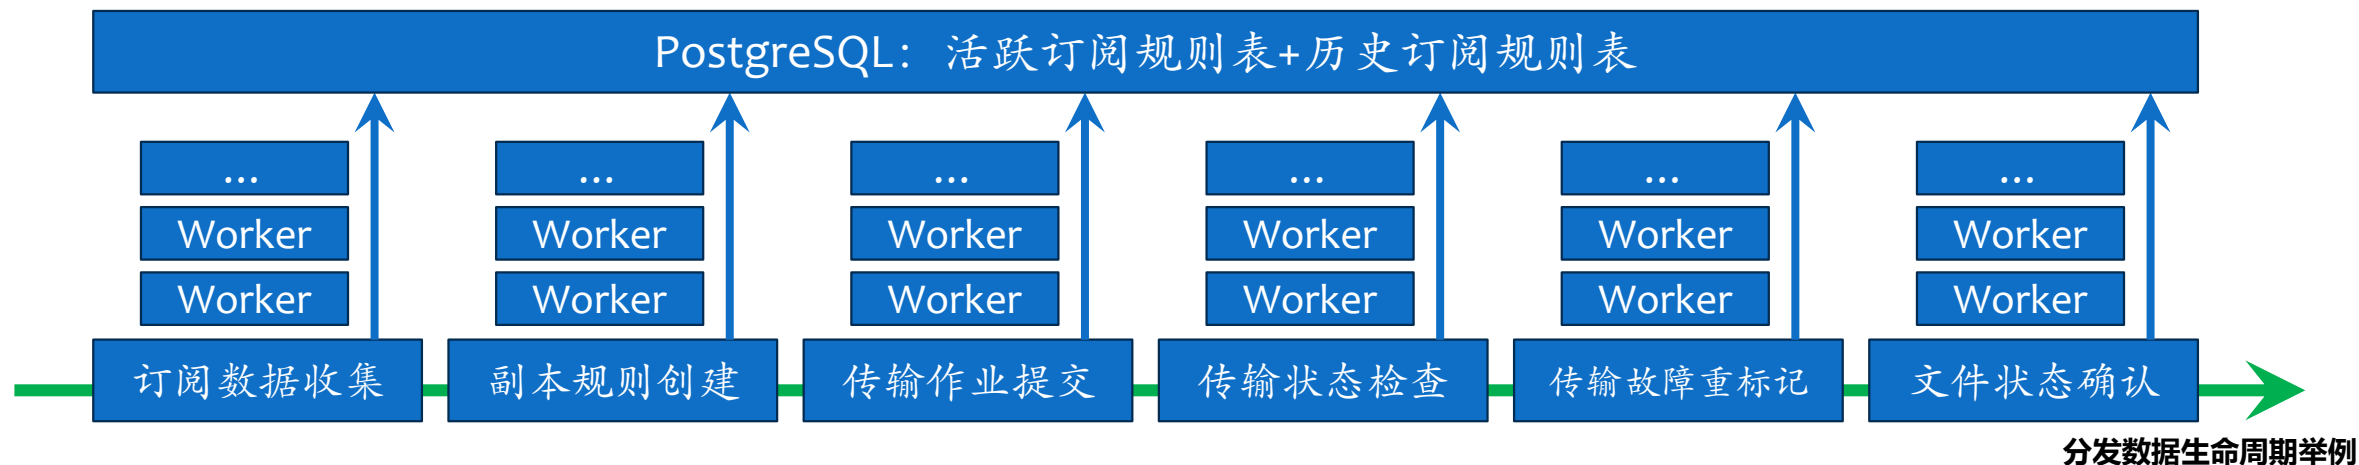 PostgreSQL：活跃订阅规则表+历史订阅规则表
... ... ... ... ... ...
Worker Worker Worker Worker Worker Worker
Worker Worker Worker Worker Worker Worker
订阅数据收集 副本规则创建 传输作业提交 传输状态检查 传输故障重标记 文件状态确认
分发数据生命周期举例